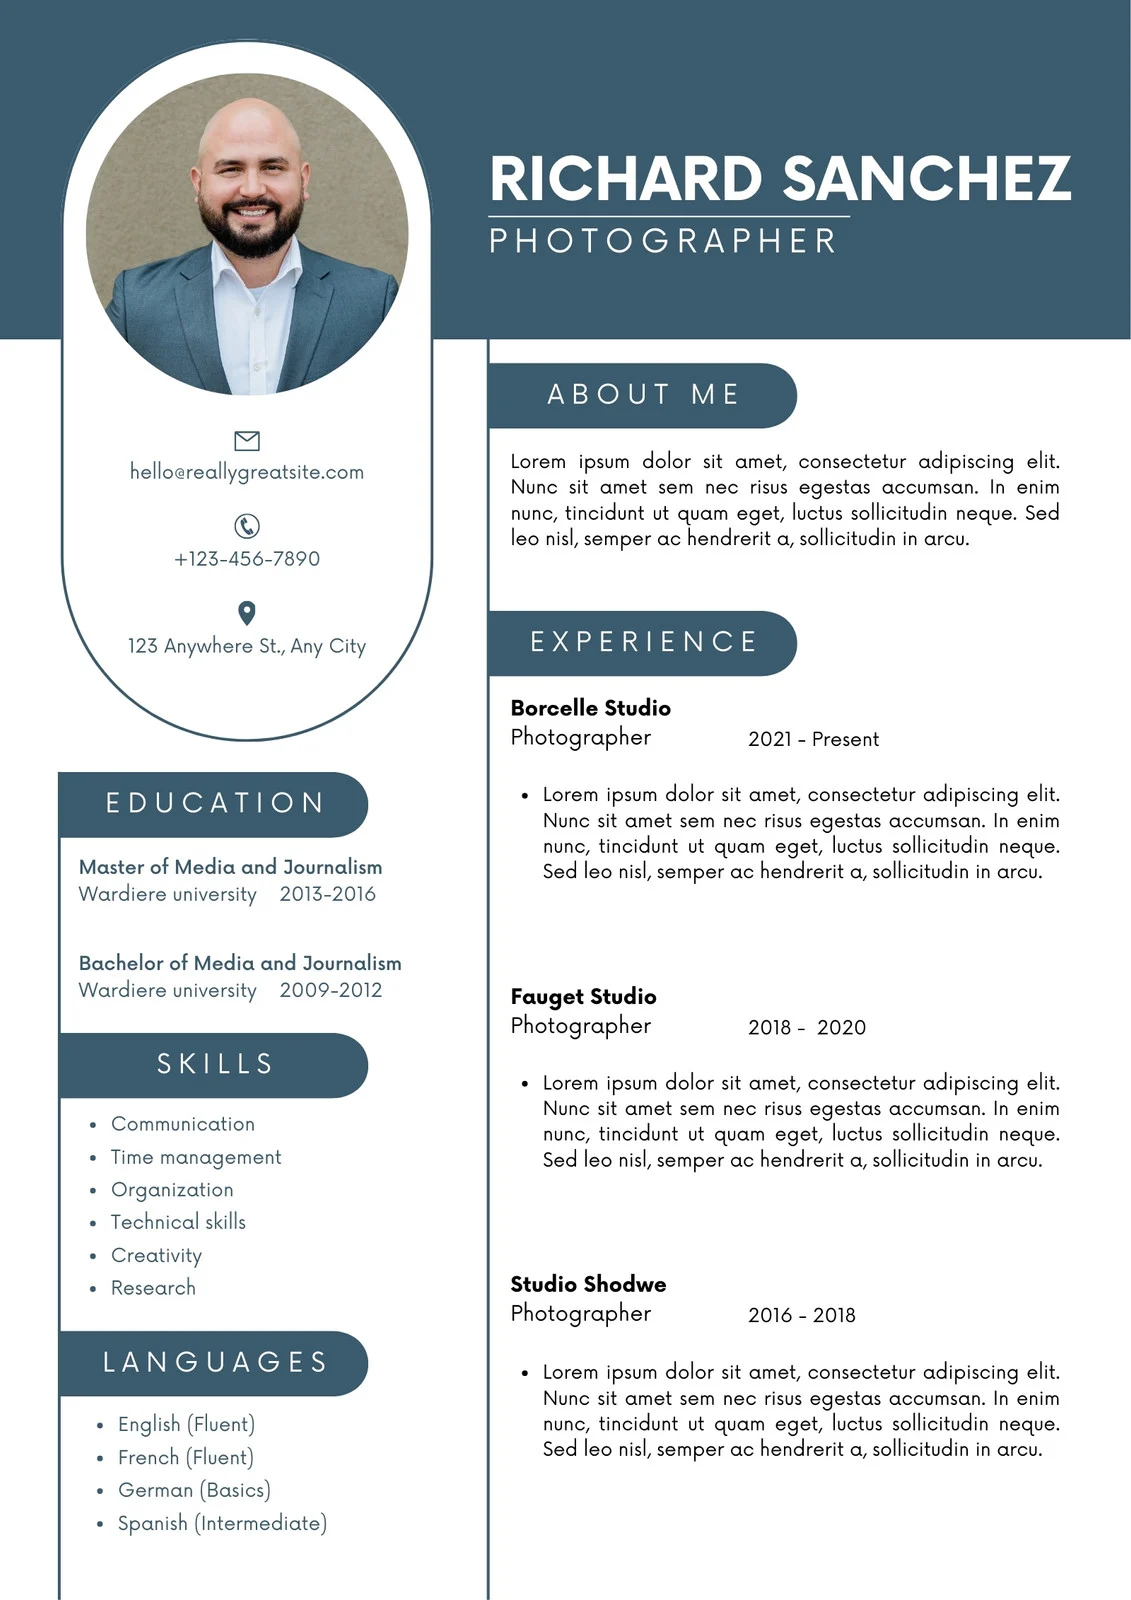 RICHARD SANCHEZ
PHOTOGRAPHER
hello@reallygreatsite.com
+123-456-7890
123 Anywhere St., Any City
EDUCATION
Master of Media and Journalism
Wardiere university 2013-2016
Bachelor of Media and Journalism
Wardiere university 2009-2012
SKILLS
• Communication
• Time management
• Organization
• Technical skills
• Creativity
• Research
LANGUAGES
• English (Fluent)
• French (Fluent)
• German (Basics)
• Spanish (Intermediate)
ABOUT ME
Lorem ipsum dolor sit amet, consectetur adipiscing elit.
Nunc sit amet sem nec risus egestas accumsan. In enim
nunc, tincidunt ut quam eget, luctus sollicitudin neque. Sed
leo nisl, semper ac hendrerit a, sollicitudin in arcu.
EXPERIENCE
Borcelle Studio
Photographer 2021 - Present
• Lorem ipsum dolor sit amet, consectetur adipiscing elit.
Nunc sit amet sem nec risus egestas accumsan. In enim
nunc, tincidunt ut quam eget, luctus sollicitudin neque.
Sed leo nisl, semper ac hendrerit a, sollicitudin in arcu.
Fauget Studio
Photographer 2018 - 2020
• Lorem ipsum dolor sit amet, consectetur adipiscing elit.
Nunc sit amet sem nec risus egestas accumsan. In enim
nunc, tincidunt ut quam eget, luctus sollicitudin neque.
Sed leo nisl, semper ac hendrerit a, sollicitudin in arcu.
Studio Shodwe
Photographer 2016 - 2018
• Lorem ipsum dolor sit amet, consectetur adipiscing elit.
Nunc sit amet sem nec risus egestas accumsan. In enim
nunc, tincidunt ut quam eget, luctus sollicitudin neque.
Sed leo nisl, semper ac hendrerit a, sollicitudin in arcu.